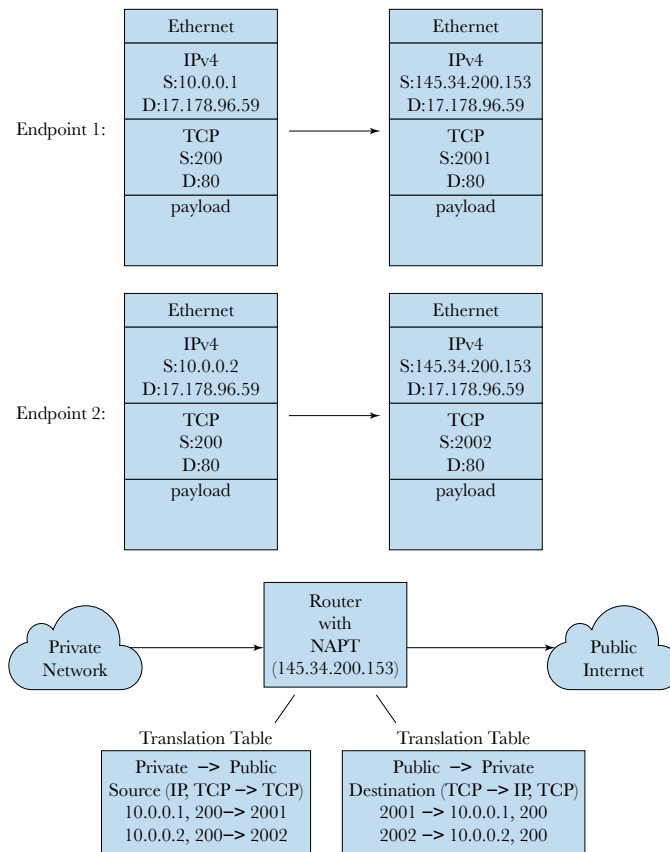 Ethernet
IPv4
S:10.0.0.1
D:17.178.96.59
TCP
S:200
D:80
payload
Endpoint 1:
Ethernet
IPv4
S:145.34.200.153
D:17.178.96.59
TCP
S:2001
D:80
payload
Ethernet
IPv4
S:10.0.0.2
D:17.178.96.59
TCP
S:200
D:80
payload
Endpoint 2:
Ethernet
IPv4
S:145.34.200.153
D:17.178.96.59
TCP
S:2002
D:80
payload
Private
Network
Router
with
NAPT
(145.34.200.153)
Public
Internet
Translation Table
Private –> Public
Source (IP, TCP –> TCP)
10.0.0.1, 200–> 2001
10.0.0.2, 200–> 2002
Translation Table
Public –> Private
Destination (TCP –> IP, TCP)
2001 –> 10.0.0.1, 200
2002 –> 10.0.0.2, 200